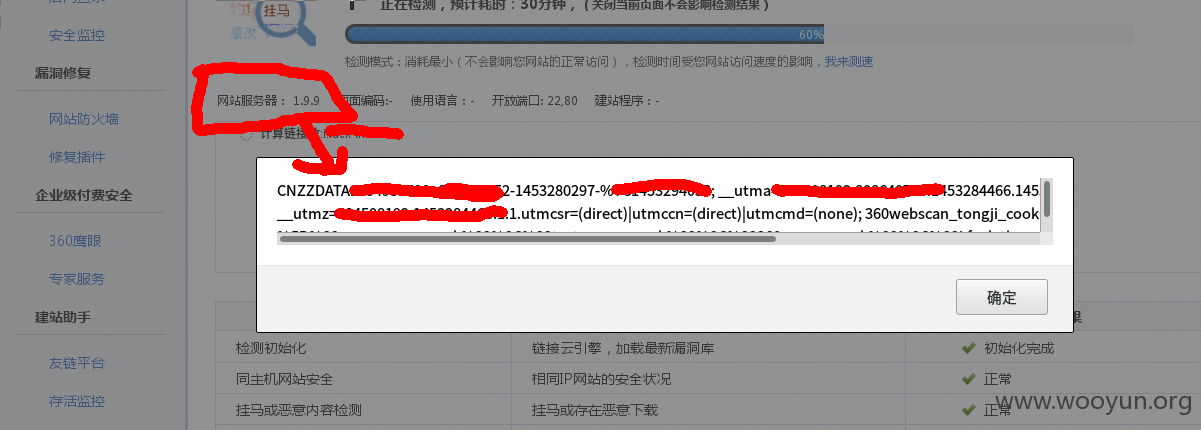 正在检测，预计耗时：30分钟，（关闭当前页面不会影响检测结果）
挂马
篡改
安全监控
60%
检测模式：消耗最小（不会影响您网站的正常访问），检测时间受您网站访问速度的影响，我来测速
漏洞修复
网站服务器： 1.9.9 页面编码:- 使用语言：- 开放端口: 22,80 建站程序：-
网站防火墙
计算链接
修复插件
企业级付费安全
CNZZDATA 2-1453280297-% __utma 453284466.145
__utmz= .1.utmcsr=(direct)|utmccn=(direct)|utmcmd=(none); 360webscan_tongji_cook
360鹰眼
专家服务
确定
建站助手
果
检测初始化 链接云引擎，加载最新漏洞库 初始化完成
友链平台
同主机网站安全 相同IP网站的安全状况 正常
存活监控
挂马或恶意内容检测 挂马或存在恶意下载 正常
www.wooyun.org